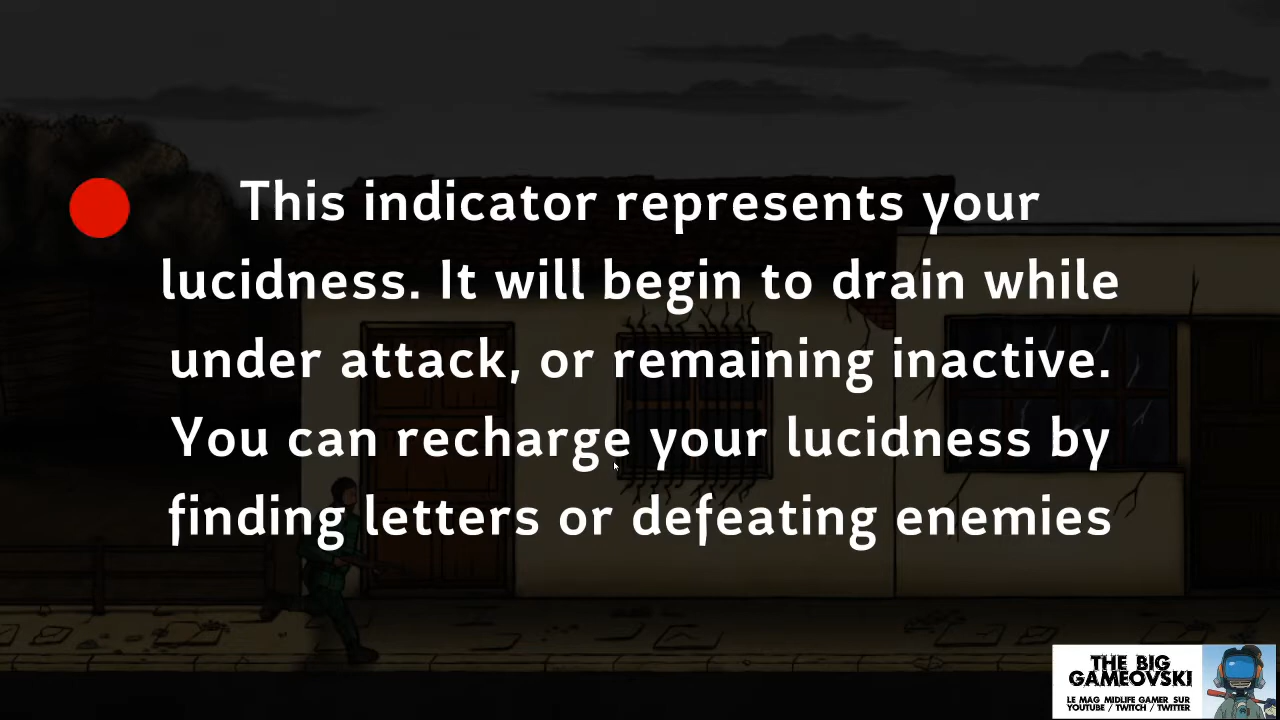 This indicator represents your
lucidness. It will begin to drain while
under attack, or remaining inactive.
You can recharge your lucidness by
finding letters or defeating enemies
THE BIG
GAMEOVSKI
LE MAG MIDLIFE GAMER SUR
YOUTUBE / TWITCH / TWITTER